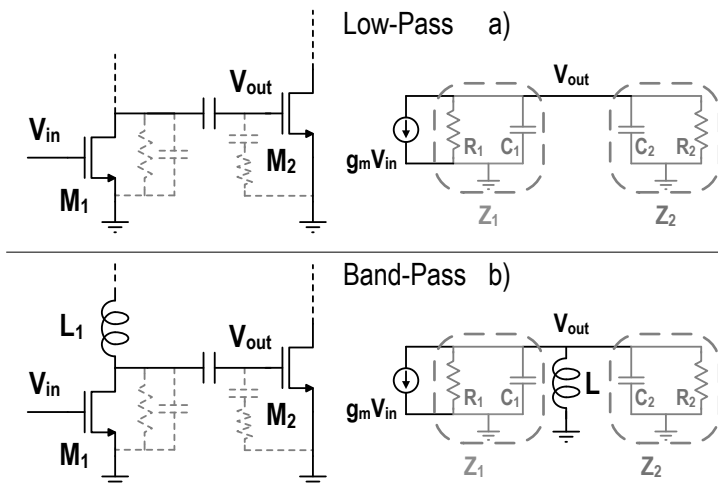 Low-Pass a)
V_in
V_out
M_1
M_2
V_out
g_mV_in
R_1
C_1
C_2
R_2
Z_1
Z_2
Band-Pass b)
L_1
V_in
V_out
M_1
M_2
V_out
g_mV_in
R_1
C_1
L
C_2
R_2
Z_1
Z_2